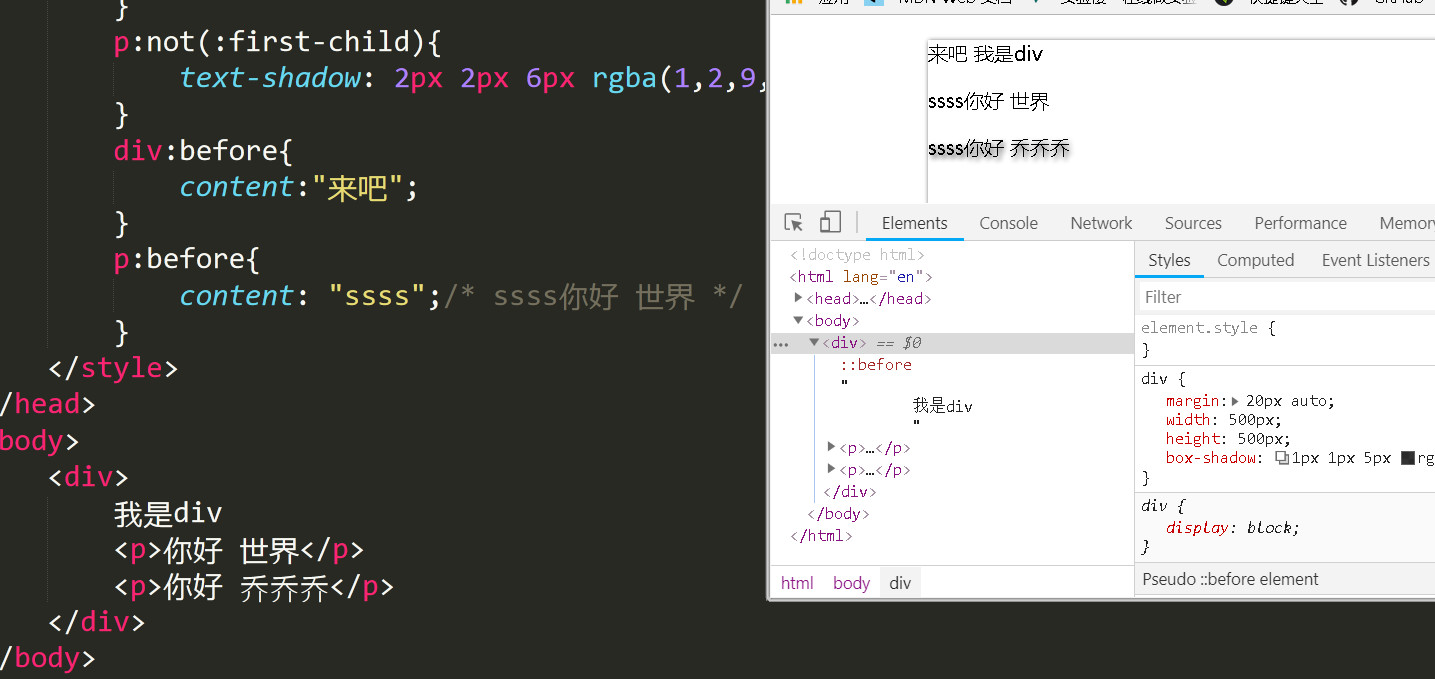 }
p:not(:first-child){
text-shadow: 2px 2px 6px rgba(1,2,9,
}
div:before{
content:"来吧";
}
p:before{
content: "ssss";/* ssss你好 世界 */
}
</style>
/head>
body>
<div>
我是div
<p>你好 世界</p>
<p>你好 乔乔乔</p>
</div>
/body>
来吧 我是div
ssss你好 世界
ssss你好 乔乔乔
Elements Console Network Sources Performance Memory
<!doctype html>
<html lang="en">
<head>…</head>
<body>
<div> == $0
::before
"
我是div
"
<p>…</p>
<p>…</p>
</div>
</body>
</html>
html body div
Styles Computed Event Listeners
Filter
element.style {
}
div {
margin: 20px auto;
width: 500px;
height: 500px;
box-shadow: 1px 1px 5px rg
}
div {
display: block;
}
Pseudo ::before element